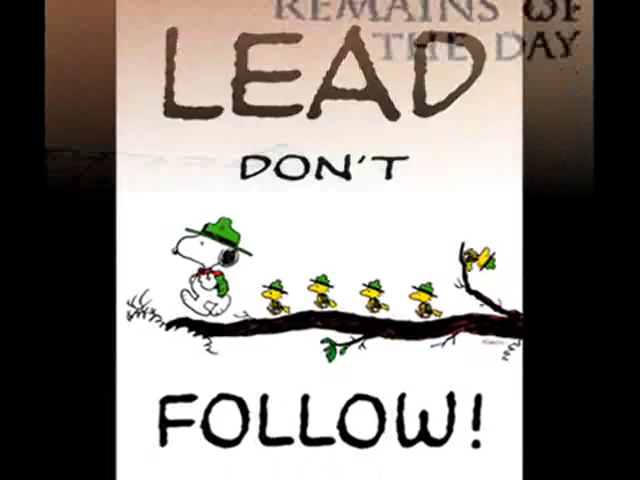 REMAINS OF
THE DAY
LEAD
DON'T
FOLLOW!